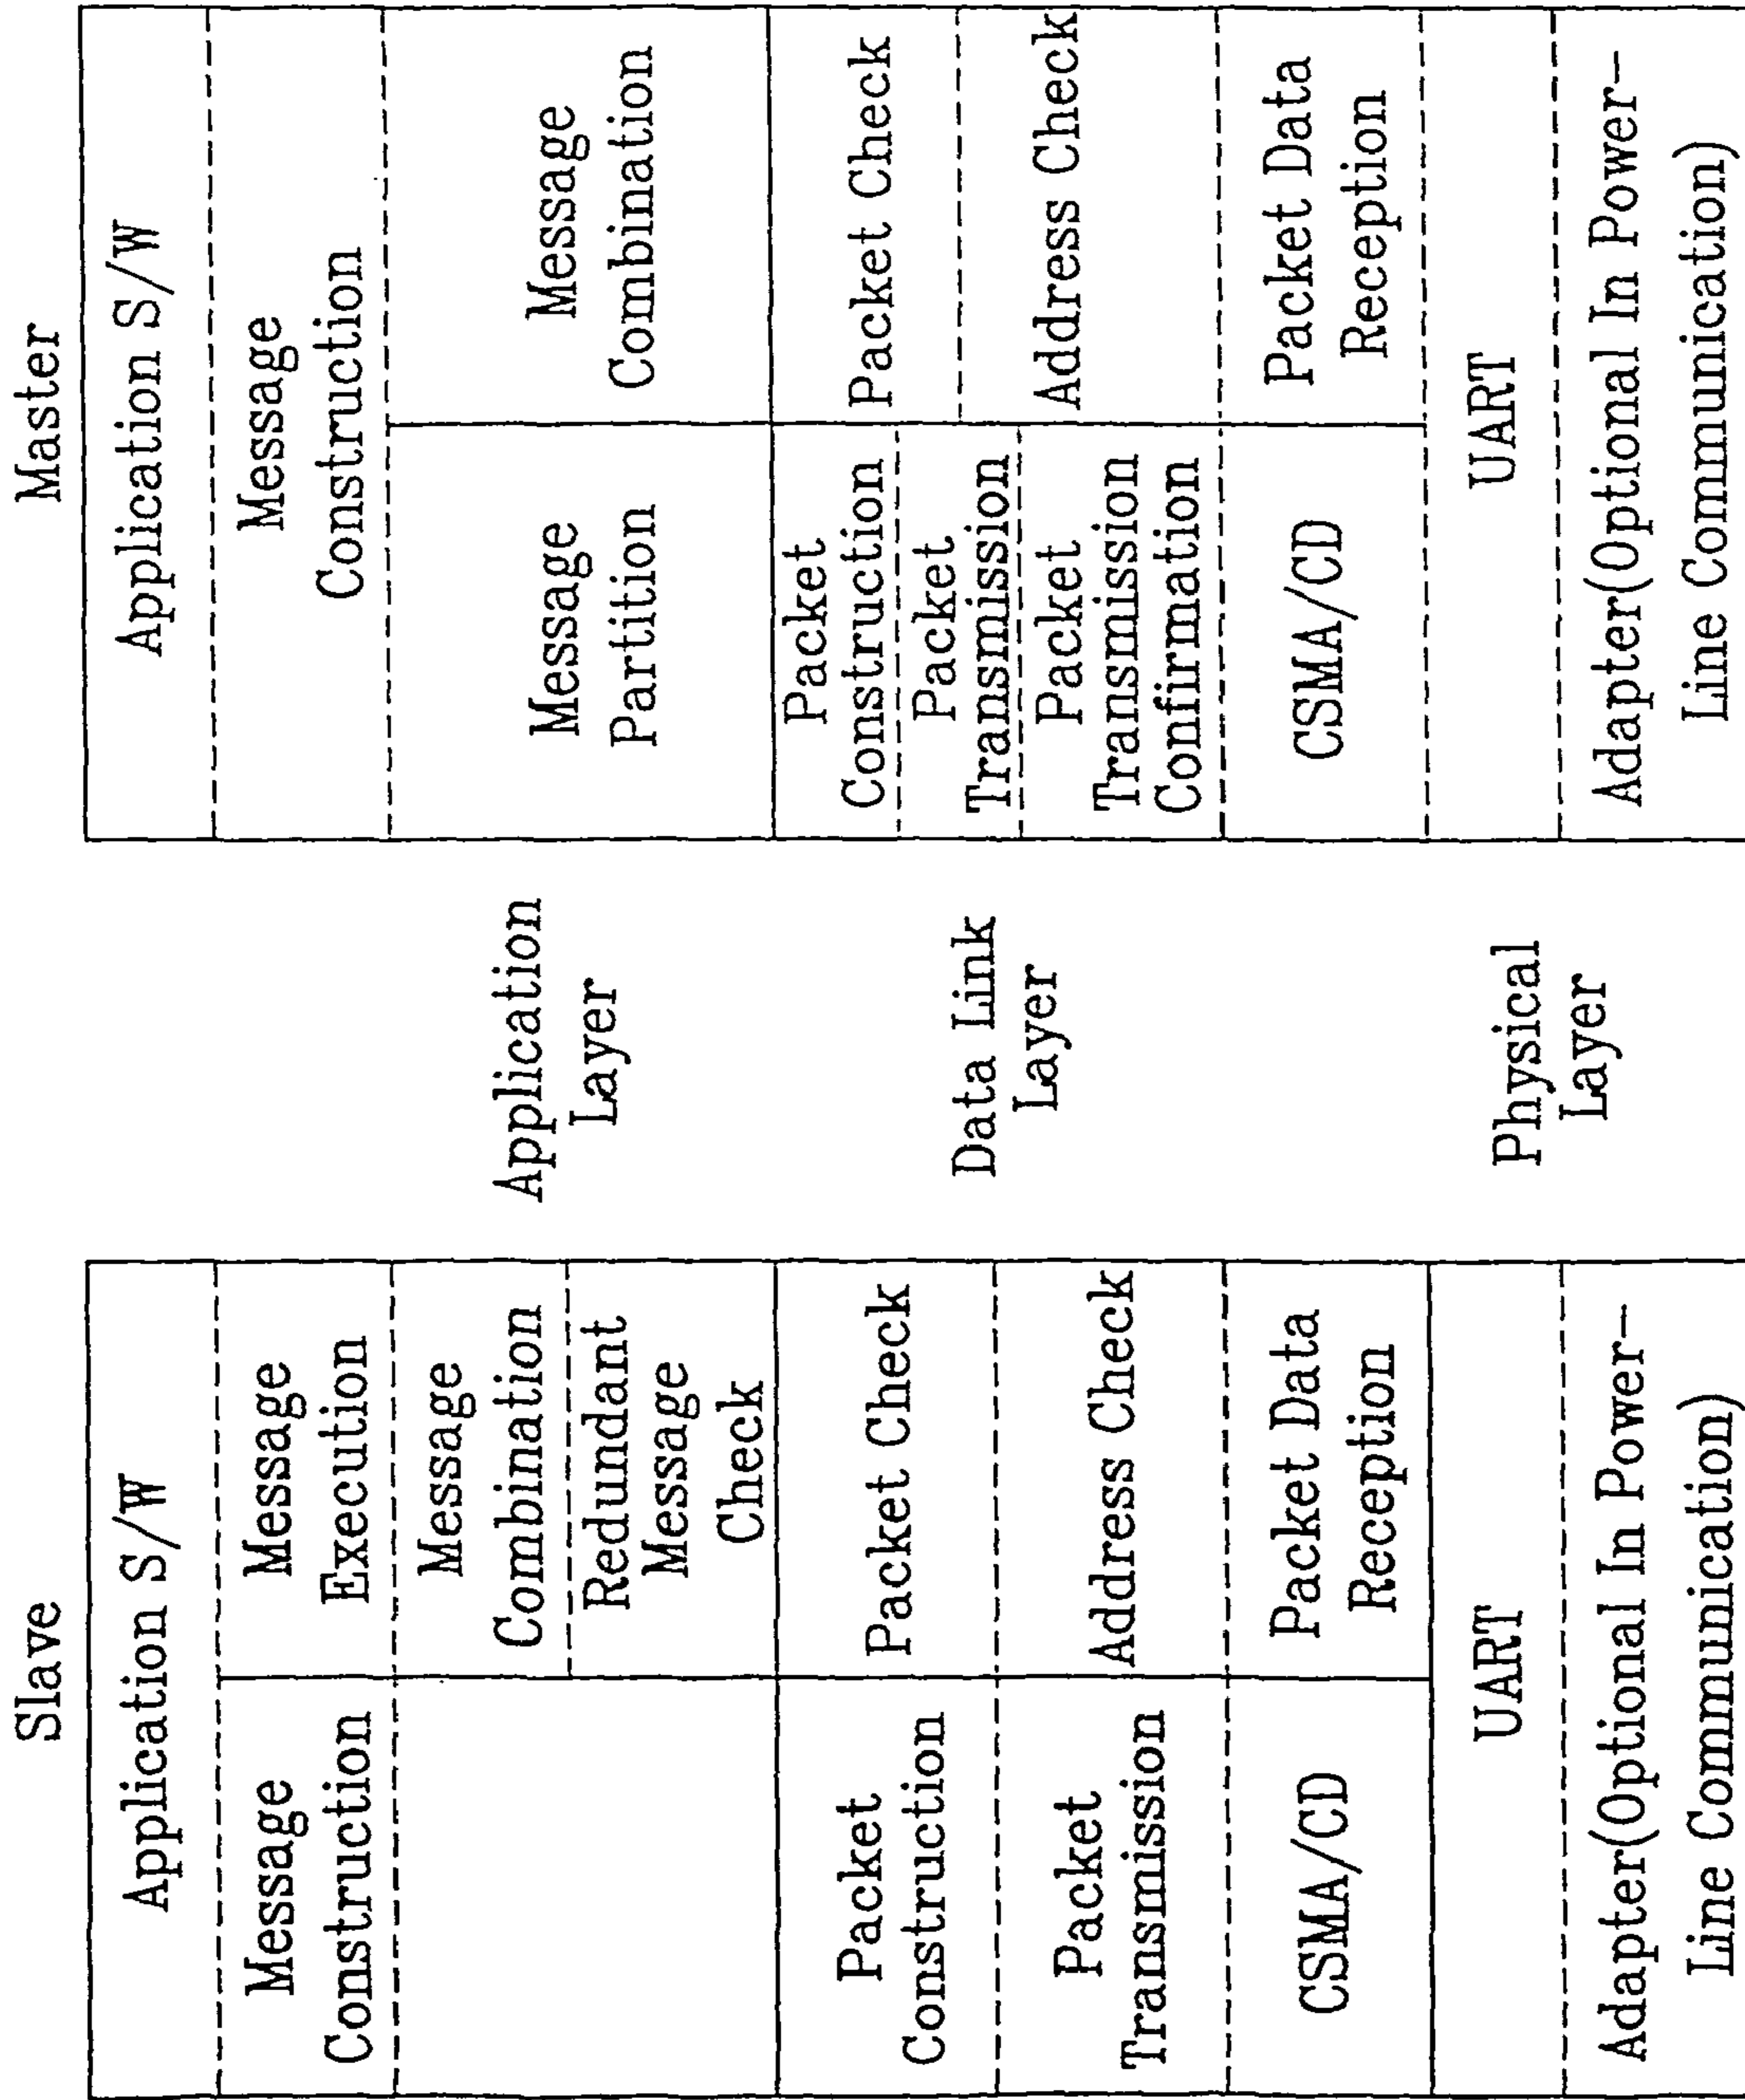 Slave
Application S/W
Message
Construction
Message
Execution
Message
Combination
Redundant
Message
Check
Packet
Construction
Packet Check
Packet
Transmission
Address Check
CSMA/CD
Packet Data
Reception
UART
Adapter(Optional In Power-
Line Communication)
Application
Layer
Data Link
Layer
Physical
Layer
Master
Application S/W
Message
Construction
Message
Partition
Message
Combination
Packet
Construction
Packet
Transmission
Packet
Transmission
Confirmation
Packet Check
Address Check
CSMA/CD
Packet Data
Reception
UART
Adapter(Optional In Power-
Line Communication)